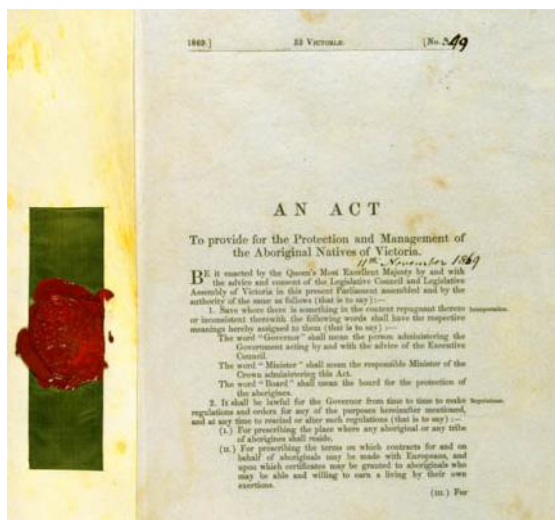 1869.] 33 VICTORIÆ. [No. 349
AN ACT
To provide for the Protection and Management of
the Aboriginal Natives of Victoria.
11th November 1869
BE it enacted by the Queen's Most Excellent Majesty by and with
the advice and consent of the Legislative Council and Legislative
Assembly of Victoria in this present Parliament assembled and by the
authority of the same as follows (that is to say):—
1. Save where there is something in the context repugnant thereto Interpretation.
or inconsistent therewith the following words shall have the respective
meanings hereby assigned to them (that is to say):—
The word "Governor" shall mean the person administering the
Government acting by and with the advice of the Executive
Council.
The word "Minister" shall mean the responsible Minister of the
Crown administering this Act.
The word "Board" shall mean the board for the protection of
the aborigines.
2. It shall be lawful for the Governor from time to time to make Regulations.
regulations and orders for any of the purposes hereinafter mentioned,
and at any time to rescind or alter such regulations (that is to say):—
(I.) For prescribing the place where any aboriginal or any tribe
of aborigines shall reside.
(II.) For prescribing the terms on which contracts for and on
behalf of aboriginals may be made with Europeans, and
upon which certificates may be granted to aboriginals who
may be able and willing to earn a living by their own
exertions.
(III.) For